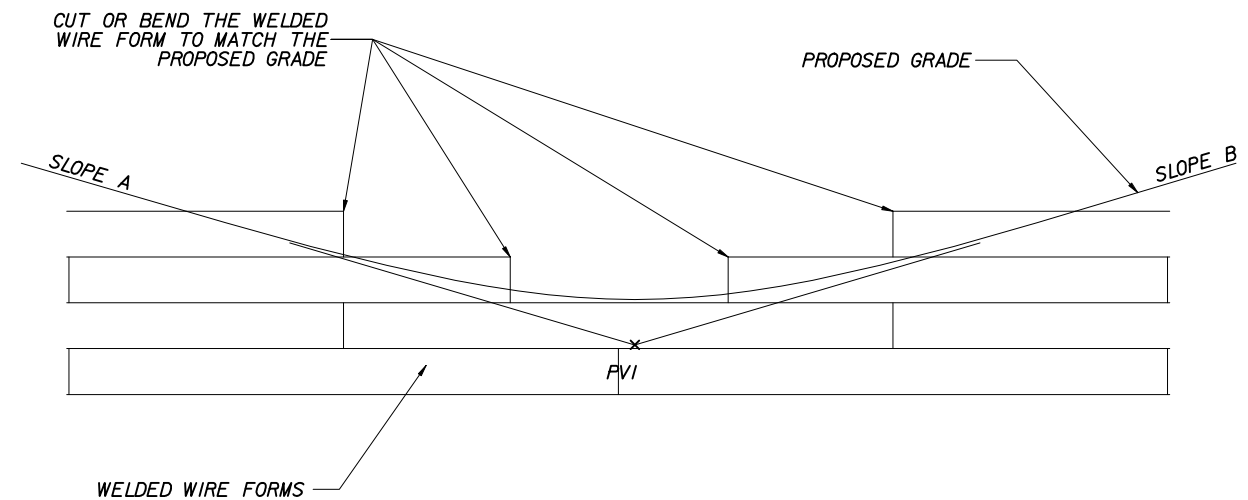 CUT OR BEND THE WELDED
WIRE FORM TO MATCH THE
PROPOSED GRADE
PROPOSED GRADE
SLOPE A
SLOPE B
PVI
WELDED WIRE FORMS